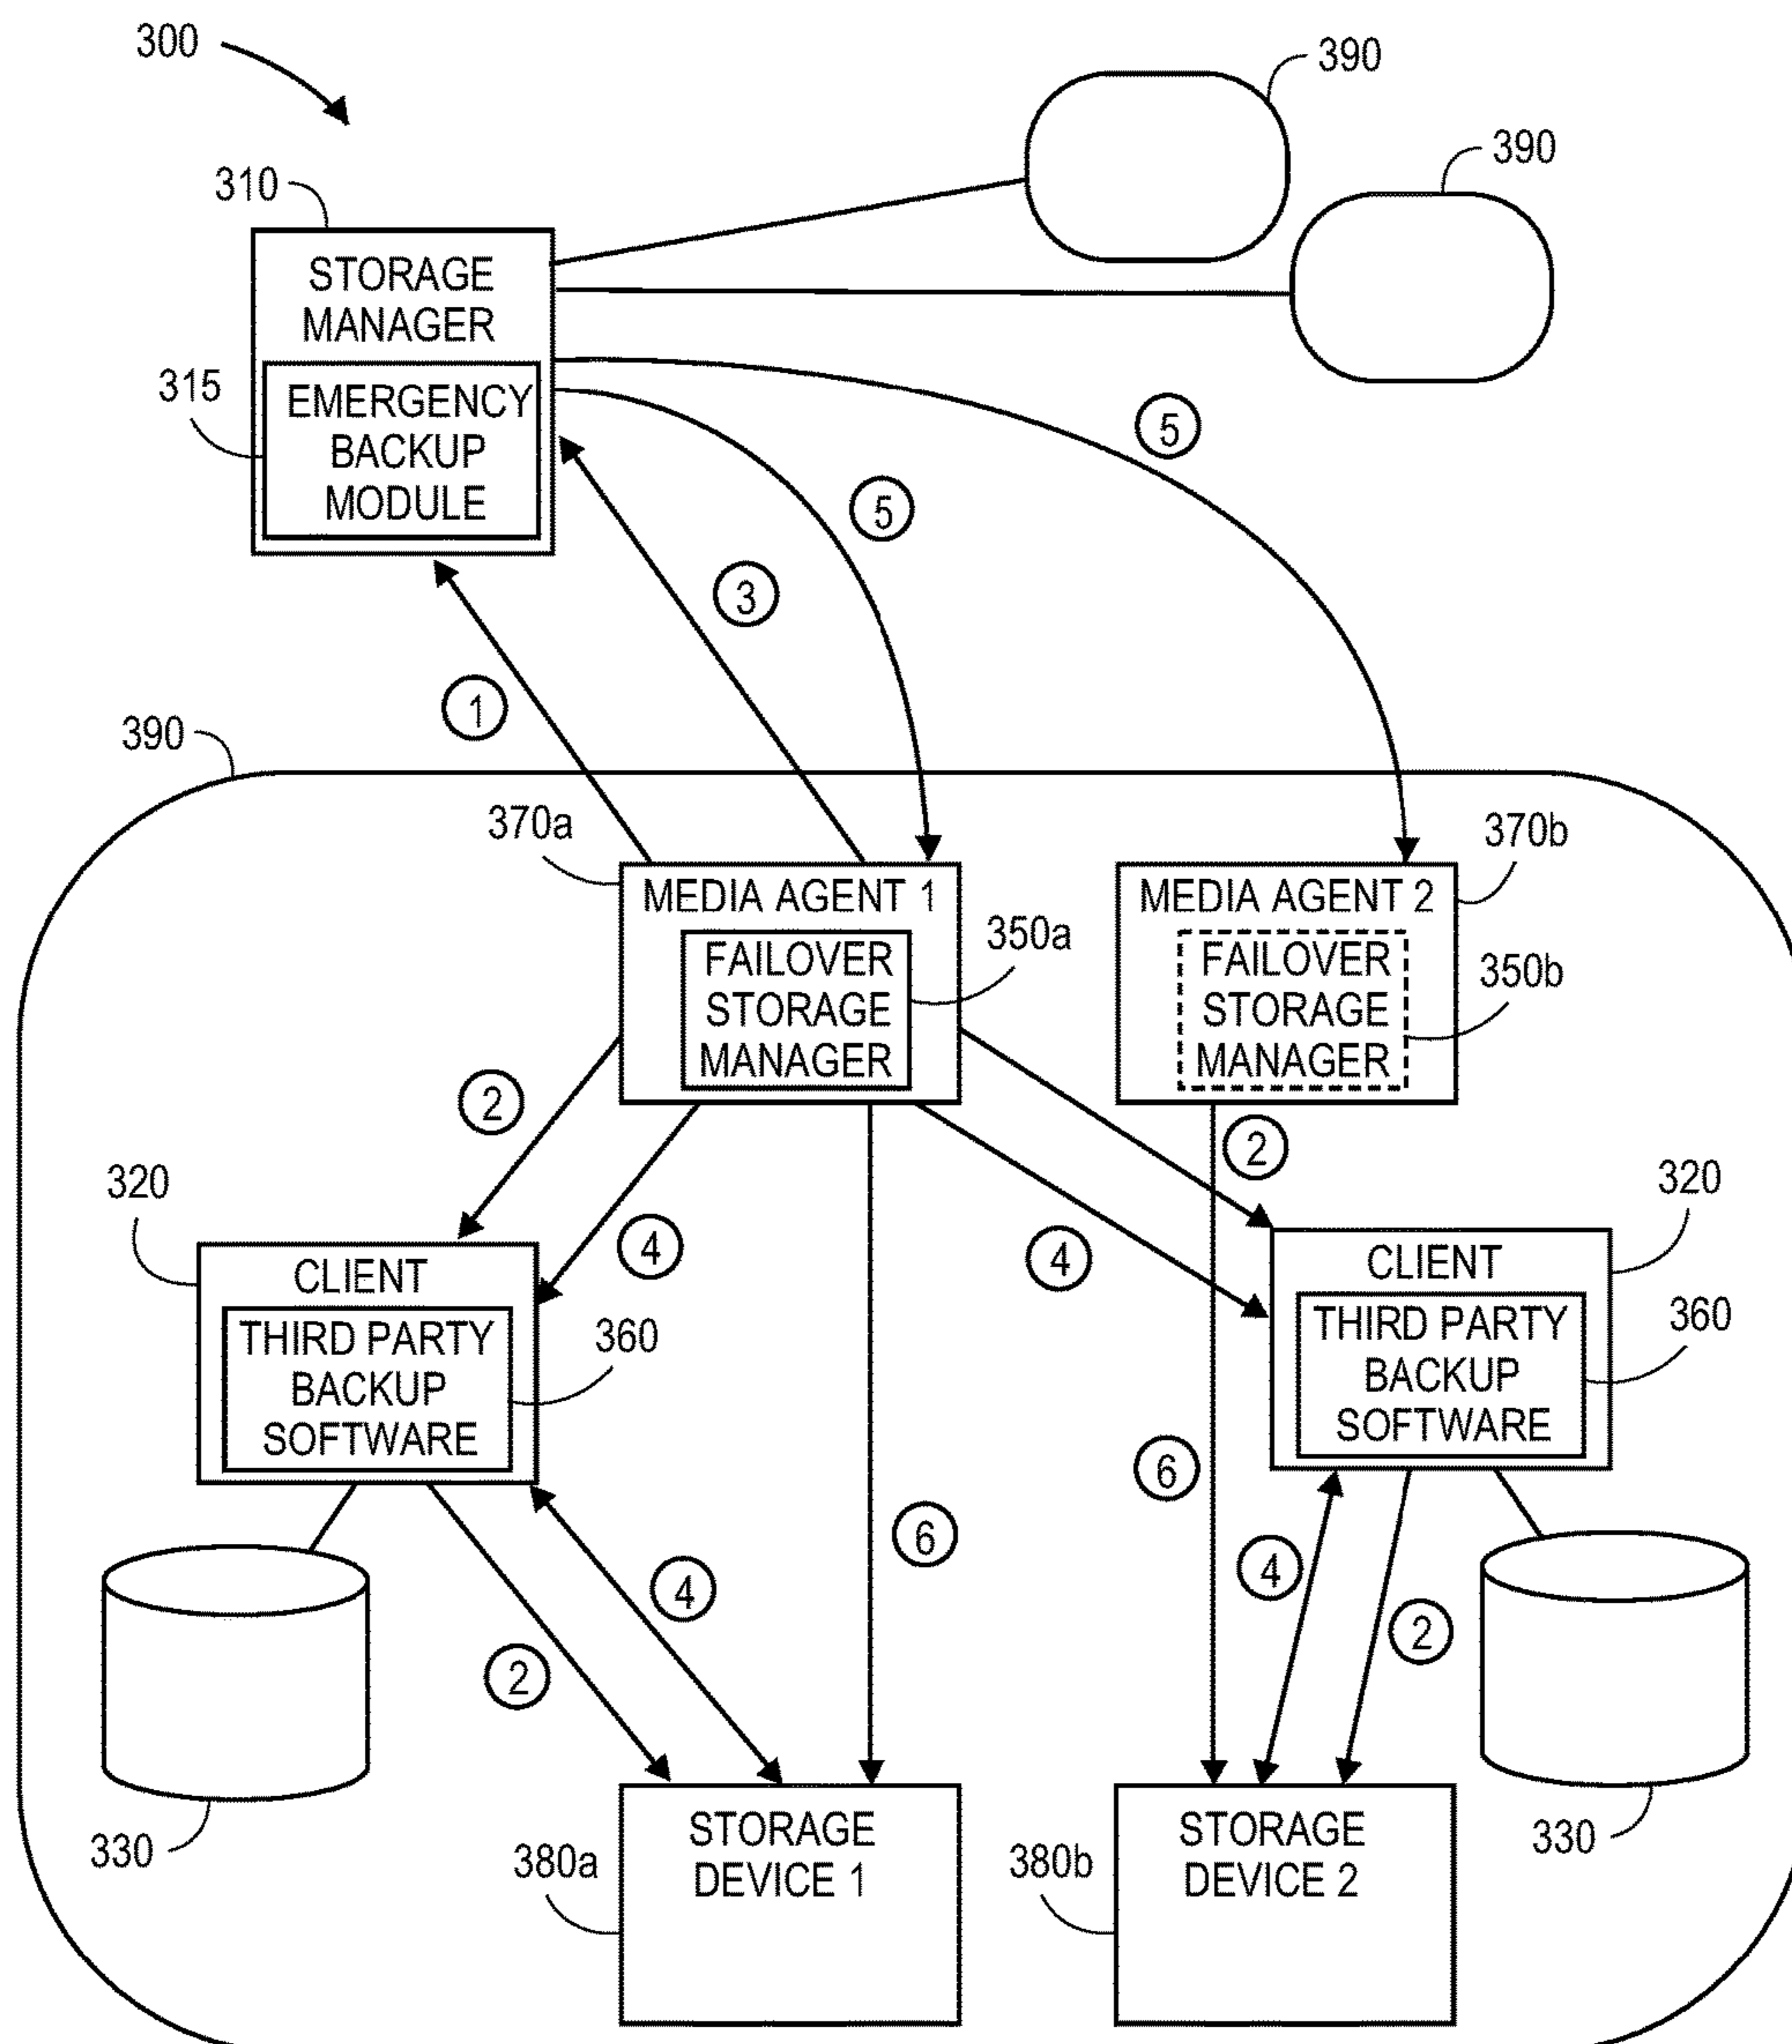 300
390
390
310
STORAGE
MANAGER
315
EMERGENCY
BACKUP
MODULE
5
5
3
1
390
370a
MEDIA AGENT 1
350a
FAILOVER
STORAGE
MANAGER
370b
MEDIA AGENT 2
350b
FAILOVER
STORAGE
MANAGER
2
2
4
4
320
CLIENT
THIRD PARTY
BACKUP
SOFTWARE
360
320
CLIENT
THIRD PARTY
BACKUP
SOFTWARE
360
6
6
4
4
2
2
330
330
380a
STORAGE
DEVICE 1
380b
STORAGE
DEVICE 2